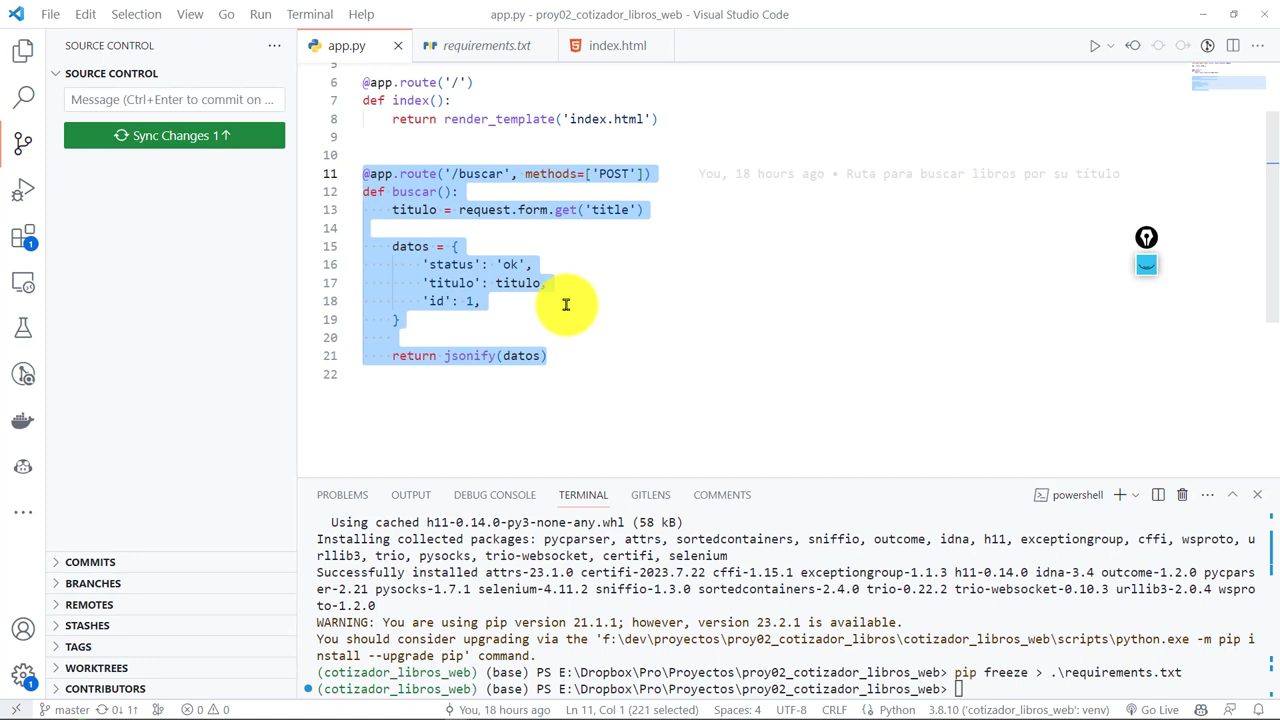 File Edit Selection View Go Run Terminal Help
app.py - proy02_cotizador_libros_web - Visual Studio Code
SOURCE CONTROL
app.py
requirements.txt
index.html
SOURCE CONTROL
Message (Ctrl+Enter to commit on ...
Sync Changes 1↑
5
6 @app.route('/')
7 def index():
8 return render_template('index.html')
9
10
11 @app.route('/buscar', methods=['POST']) You, 18 hours ago • Ruta para buscar libros por su título
12 def buscar():
13 titulo = request.form.get('title')
14
15 datos = {
16 'status': 'ok',
17 'titulo': titulo,
18 'id': 1,
19 }
20
21 return jsonify(datos)
22
1
PROBLEMS OUTPUT DEBUG CONSOLE TERMINAL GITLENS COMMENTS
powershell
Using cached h11-0.14.0-py3-none-any.whl (58 kB)
Installing collected packages: pycparser, attrs, sortedcontainers, sniffio, outcome, idna, h11, exceptiongroup, cffi, wsproto, u
rllib3, trio, pysocks, trio-websocket, certifi, selenium
Successfully installed attrs-23.1.0 certifi-2023.7.22 cffi-1.15.1 exceptiongroup-1.1.3 h11-0.14.0 idna-3.4 outcome-1.2.0 pycpars
er-2.21 pysocks-1.7.1 selenium-4.11.2 sniffio-1.3.0 sortedcontainers-2.4.0 trio-0.22.2 trio-websocket-0.10.3 urllib3-2.0.4 wspro
to-1.2.0
WARNING: You are using pip version 21.1.1; however, version 23.2.1 is available.
You should consider upgrading via the 'f:\dev\proyectos\proy02_cotizador_libros\cotizador_libros_web\scripts\python.exe -m pip i
nstall --upgrade pip' command.
(cotizador_libros_web) (base) PS E:\Dropbox\Pro\Proyectos\proy02_cotizador_libros_web> pip freeze > .\requirements.txt
(cotizador_libros_web) (base) PS E:\Dropbox\Pro\Proyectos\proy02_cotizador_libros_web>
COMMITS
BRANCHES
REMOTES
STASHES
TAGS
WORKTREES
CONTRIBUTORS
1
master 0↓ 1↑ 0 0 You, 18 hours ago Ln 11, Col 1 (221 selected) Spaces: 4 UTF-8 CRLF Python 3.8.10 ('cotizador_libros_web': venv) Go Live